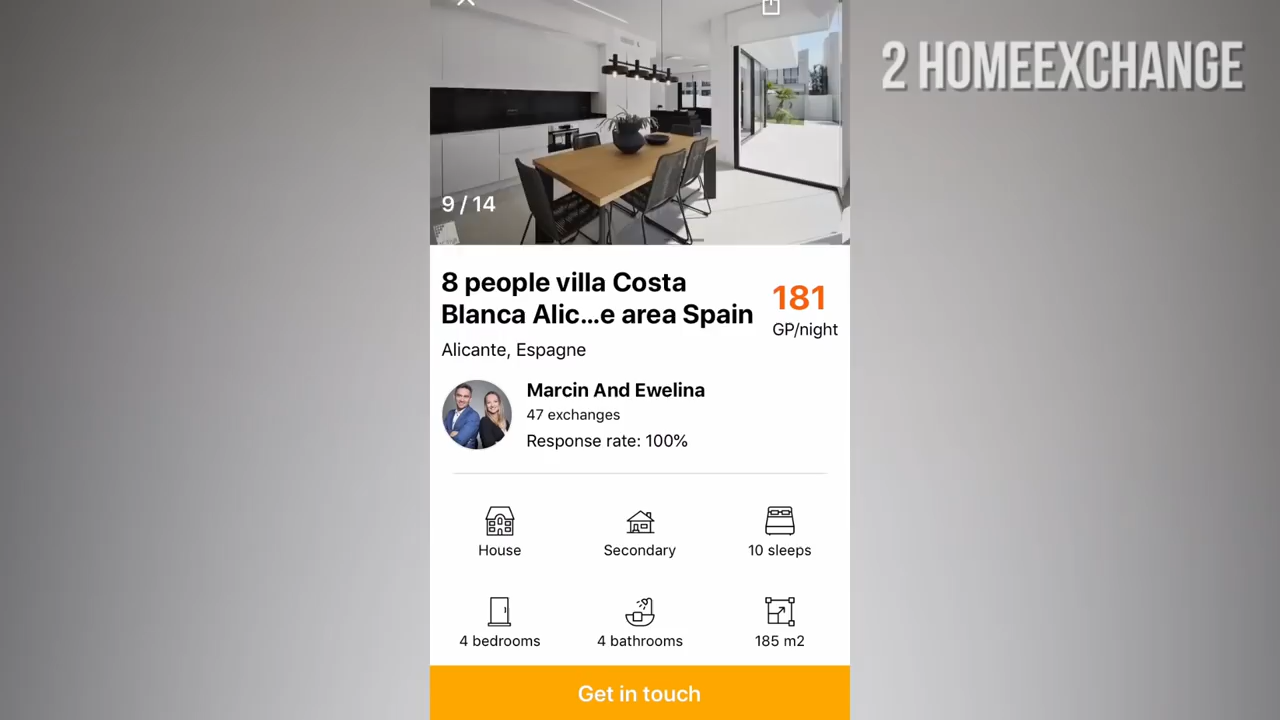 2 HOMEEXCHANGE
9 / 14
8 people villa Costa
Blanca Alic...e area Spain
181
GP/night
Alicante, Espagne
Marcin And Ewelina
47 exchanges
Response rate: 100%
House
Secondary
10 sleeps
4 bedrooms
4 bathrooms
185 m2
Get in touch